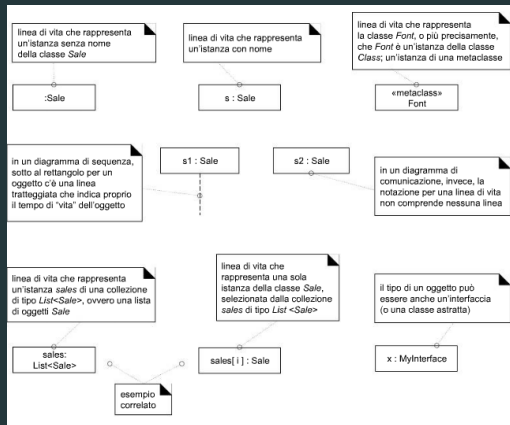 linea di vita che rappresenta
un'istanza senza nome
della classe Sale
linea di vita che rappresenta
un'istanza con nome
linea di vita che rappresenta
la classe Font, o più precisamente,
che Font è un'istanza della classe
Class; un'istanza di una metaclasse
:Sale
s : Sale
«metaclass»
Font
in un diagramma di sequenza,
sotto al rettangolo per un
oggetto c'è una linea
tratteggiata che indica proprio
il tempo di "vita" dell'oggetto
s1 : Sale
s2 : Sale
in un diagramma di
comunicazione, invece, la
notazione per una linea di vita
non comprende nessuna linea
linea di vita che rappresenta
un'istanza sales di una collezione
di tipo List<Sale>, ovvero una lista
di oggetti Sale
linea di vita che
rappresenta una sola
istanza della classe Sale,
selezionata dalla collezione
sales di tipo List <Sale>
il tipo di un oggetto può
essere anche un'interfaccia
(o una classe astratta)
sales:
List<Sale>
sales[ i ] : Sale
x : MyInterface
esempio
correlato